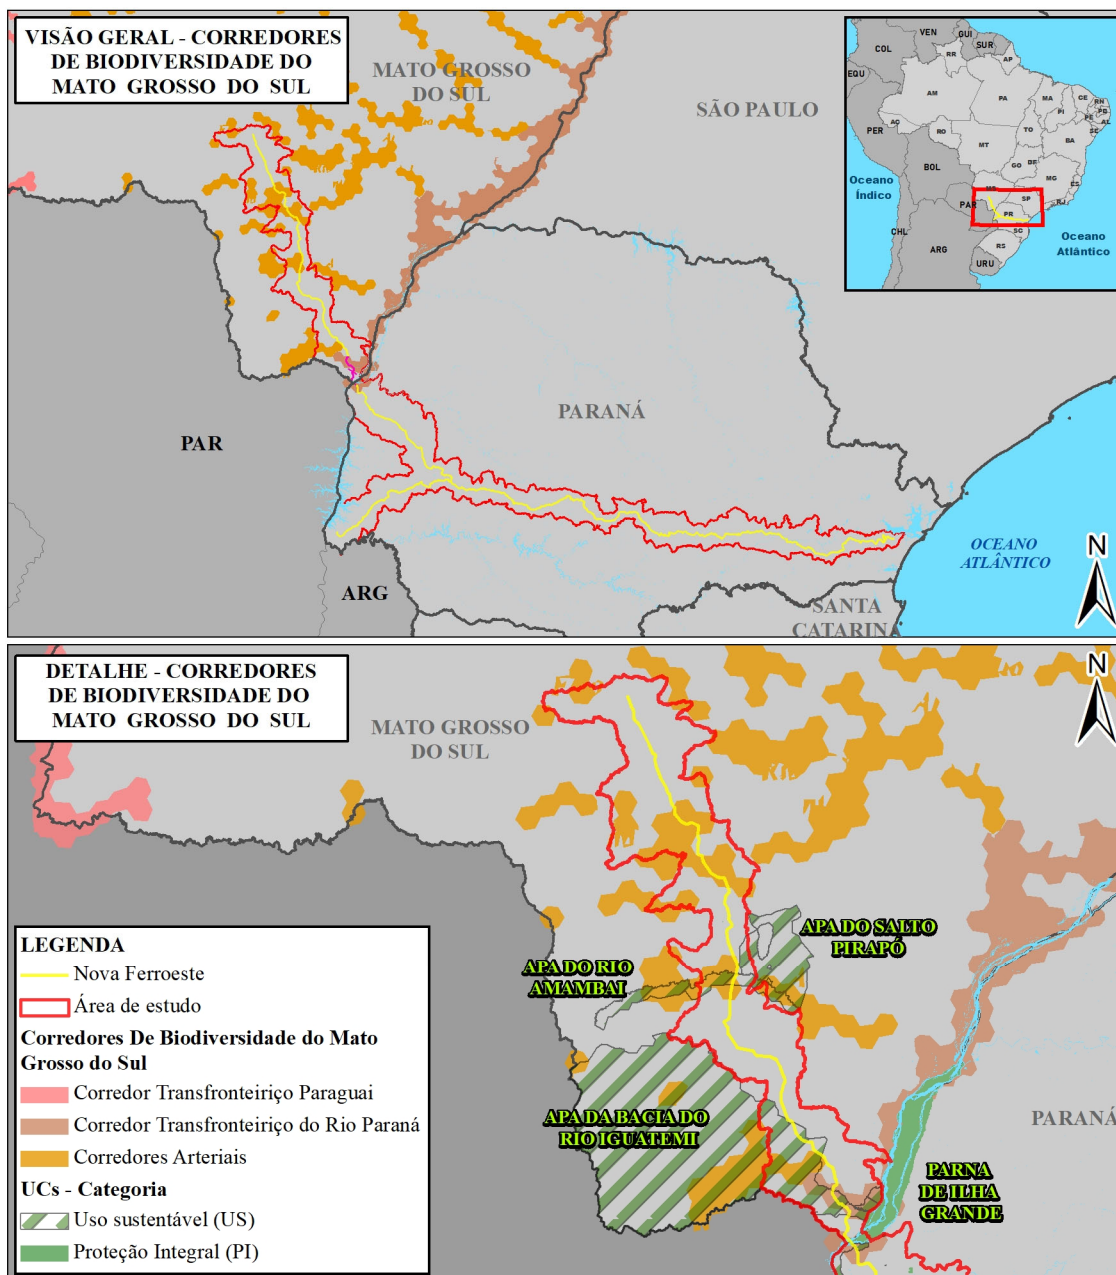 VISÃO GERAL - CORREDORES
DE BIODIVERSIDADE DO
MATO GROSSO DO SUL
MATO GROSSO
DO SUL
SÃO PAULO
PARANÁ
PAR
ARG
SANTA
CATARINA
OCEANO
ATLÂNTICO
N
COL
VEN
GUI
SUR
RR
AP
EQU
AM
PA
MA
CE
RN
PB
PE
AL
SE
PI
AC
RO
TO
BA
PER
MT
GO
DF
BOL
MG
ES
Oceano
Índico
MS
SP
RJ
PAR
PR
SC
CHL
ARG
RS
URU
Oceano
Atlântico
DETALHE - CORREDORES
DE BIODIVERSIDADE DO
MATO GROSSO DO SUL
MATO GROSSO
DO SUL
N
APA DO SALTO
PIRAPÓ
APA DO RIO
AMAMBAI
APA DA BACIA DO
RIO IGUATEMI
PARNA
DE ILHA
GRANDE
PARANÁ
LEGENDA
Nova Ferroeste
Área de estudo
Corredores De Biodiversidade do Mato
Grosso do Sul
Corredor Transfronteiriço Paraguai
Corredor Transfronteiriço do Rio Paraná
Corredores Arteriais
UCs - Categoria
Uso sustentável (US)
Proteção Integral (PI)